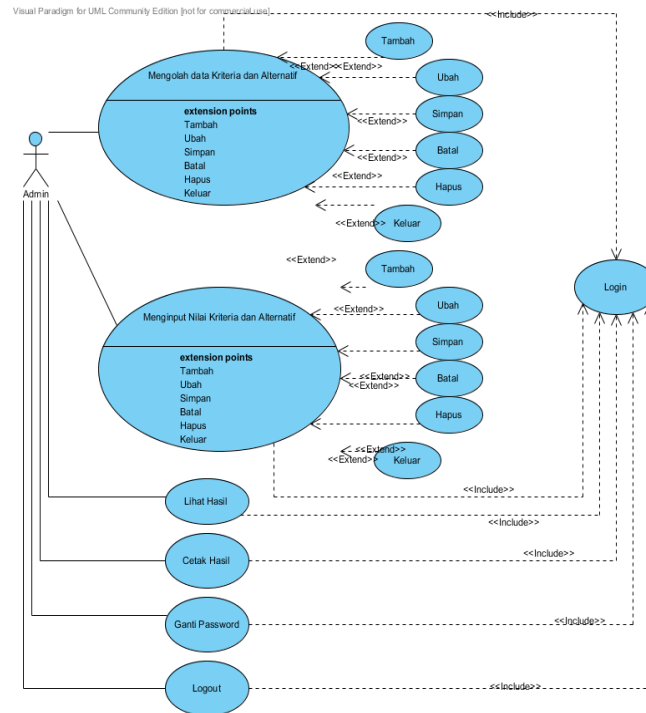 Visual Paradigm for UML Community Edition [not for commercial use]
<<Include>>
Tambah
<<Extend>>
<<Extend>>
Mengolah data Kriteria dan Alternatif
Ubah
extension points
Tambah
Ubah
Simpan
Batal
Hapus
Keluar
Simpan
<<Extend>>
Batal
<<Extend>>
Hapus
<<Extend>>
Keluar
<<Extend>>
Admin
<<Extend>>
Tambah
Login
Menginput Nilai Kriteria dan Alternatif
Ubah
extension points
Tambah
Ubah
Simpan
Batal
Hapus
Keluar
Simpan
Batal
<<Extend>>
<<Extend>>
Hapus
<<Extend>>
<<Extend>>
Keluar
<<Include>>
Lihat Hasil
<<Include>>
Cetak Hasil
<<Include>>
Ganti Password
<<Include>>
Logout
<<Include>>